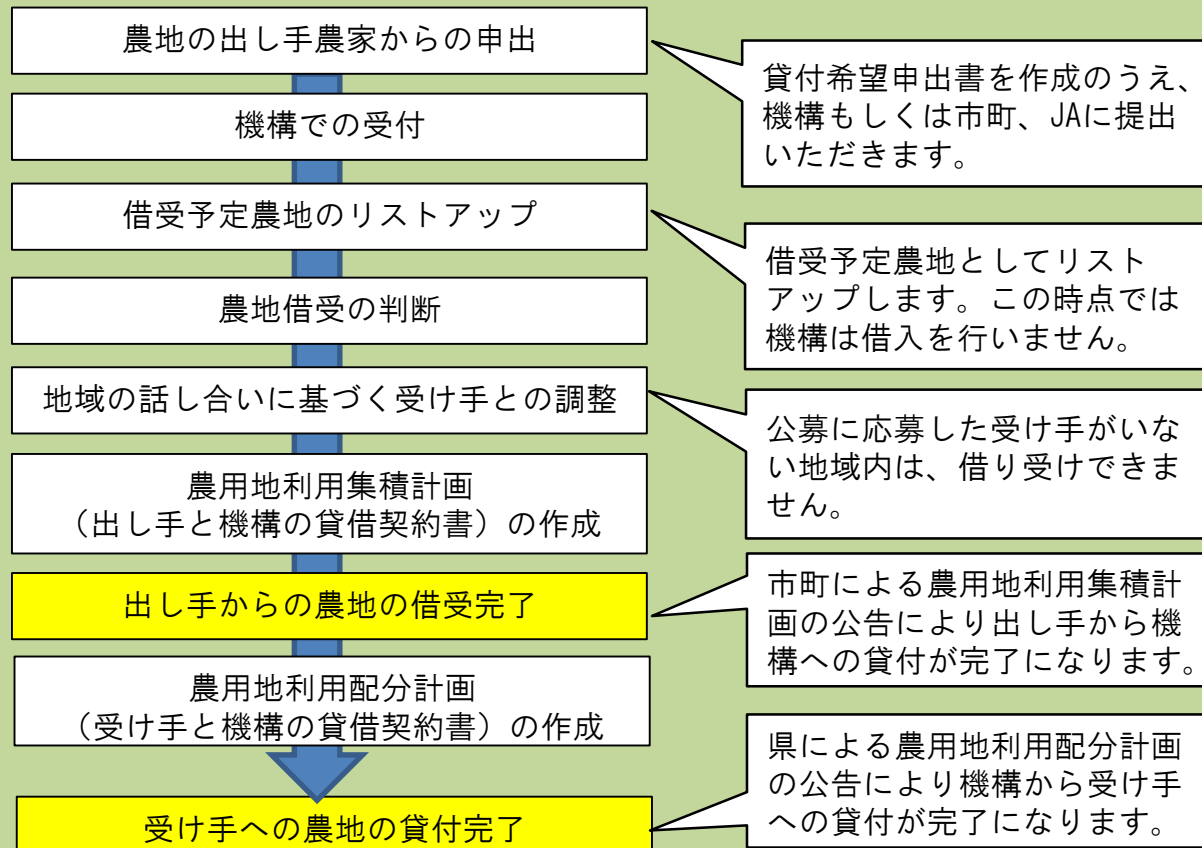 農地の出し手農家からの申出
貸付希望申出書を作成のうえ、
機構もしくは市町、JAに提出
いただきます。
機構での受付
借受予定農地のリストアップ
借受予定農地としてリスト
アップします。この時点では
機構は借入を行いません。
農地借受の判断
地域の話し合いに基づく受け手との調整
公募に応募した受け手がいな
い地域内は、借り受けできま
せん。
農用地利用集積計画
（出し手と機構の貸借契約書）の作成
出し手からの農地の借受完了
市町による農用地利用集積計
画の公告により出し手から機
構への貸付が完了になります。
農用地利用配分計画
（受け手と機構の貸借契約書）の作成
受け手への農地の貸付完了
県による農用地利用配分計画
の公告により機構から受け手
への貸付が完了になります。